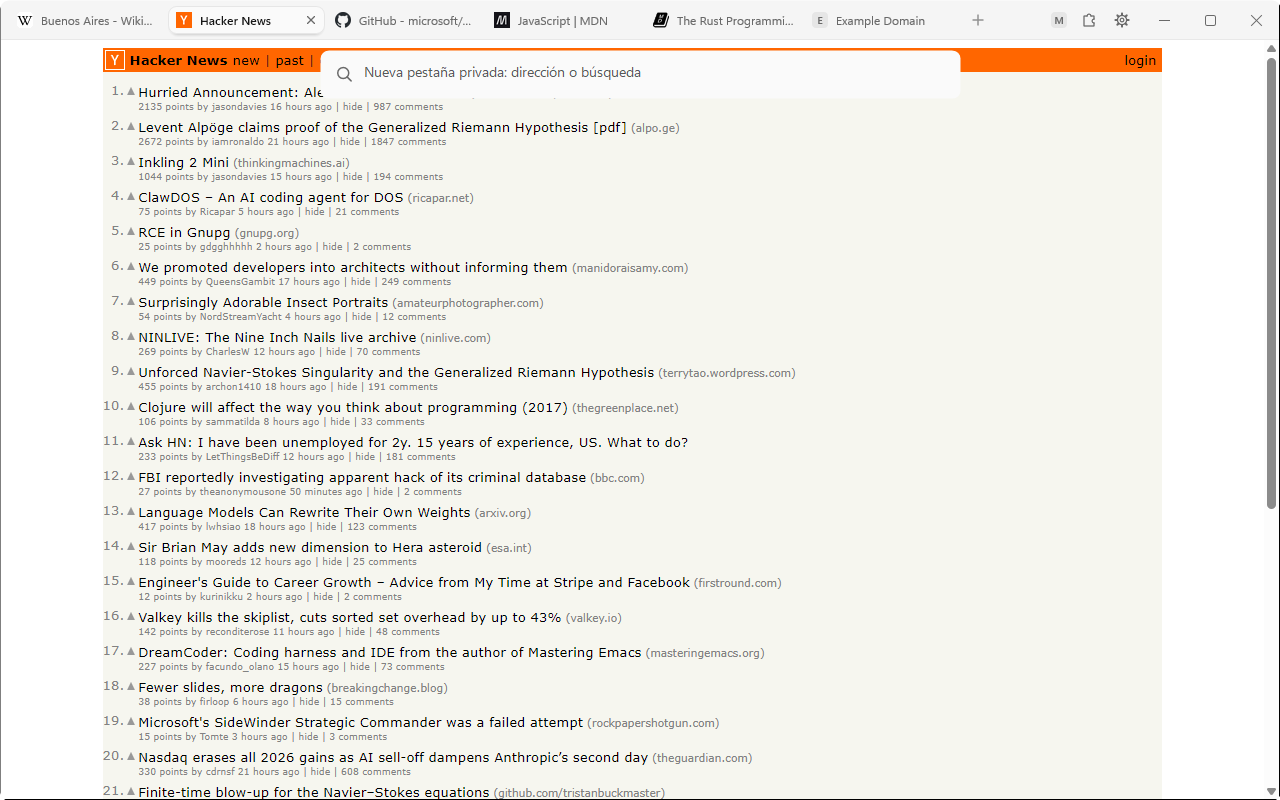 Buenos Aires - Wiki...
Hacker News
GitHub - microsoft/...
JavaScript | MDN
The Rust Programmi...
E Example Domain
M
Y Hacker News new | past |
login
Nueva pestaña privada: dirección o búsqueda
1. Hurried Announcement:
2135 points by jasondavies 16 hours ago | hide | 987 comments
2. Levent Alpöge claims proof of the Generalized Riemann Hypothesis [pdf] (alpo.ge)
2672 points by iamronaldo 21 hours ago | hide | 1847 comments
3. Inkling 2 Mini (thinkingmachines.ai)
1044 points by jasondavies 15 hours ago | hide | 194 comments
4. ClawDOS – An AI coding agent for DOS (ricapar.net)
75 points by Ricapar 5 hours ago | hide | 21 comments
5. RCE in Gnupg (gnupg.org)
25 points by gdgghhhhh 2 hours ago | hide | 2 comments
6. We promoted developers into architects without informing them (manidoraisamy.com)
449 points by QueensGambit 17 hours ago | hide | 249 comments
7. Surprisingly Adorable Insect Portraits (amateurphotographer.com)
54 points by NordStreamYacht 4 hours ago | hide | 12 comments
8. NINLIVE: The Nine Inch Nails live archive (ninlive.com)
269 points by CharlesW 12 hours ago | hide | 70 comments
9. Unforced Navier-Stokes Singularity and the Generalized Riemann Hypothesis (terrytao.wordpress.com)
455 points by archon1410 18 hours ago | hide | 191 comments
10. Clojure will affect the way you think about programming (2017) (thegreenplace.net)
106 points by sammatilda 8 hours ago | hide | 33 comments
11. Ask HN: I have been unemployed for 2y. 15 years of experience, US. What to do?
233 points by LetThingsBeDiff 12 hours ago | hide | 181 comments
12. FBI reportedly investigating apparent hack of its criminal database (bbc.com)
27 points by theanonymousone 50 minutes ago | hide | 2 comments
13. Language Models Can Rewrite Their Own Weights (arxiv.org)
417 points by lwhsiao 18 hours ago | hide | 123 comments
14. Sir Brian May adds new dimension to Hera asteroid (esa.int)
118 points by mooreds 12 hours ago | hide | 25 comments
15. Engineer's Guide to Career Growth – Advice from My Time at Stripe and Facebook (firstround.com)
12 points by kurinikku 2 hours ago | hide | 2 comments
16. Valkey kills the skiplist, cuts sorted set overhead by up to 43% (valkey.io)
142 points by reconditerose 11 hours ago | hide | 48 comments
17. DreamCoder: Coding harness and IDE from the author of Mastering Emacs (masteringemacs.org)
227 points by facundo_olano 15 hours ago | hide | 73 comments
18. Fewer slides, more dragons (breakingchange.blog)
38 points by firloop 6 hours ago | hide | 15 comments
19. Microsoft's SideWinder Strategic Commander was a failed attempt (rockpapershotgun.com)
15 points by Tomte 3 hours ago | hide | 3 comments
20. Nasdaq erases all 2026 gains as AI sell-off dampens Anthropic’s second day (theguardian.com)
330 points by cdrnsf 21 hours ago | hide | 608 comments
21. Finite-time blow-up for the Navier–Stokes equations (github.com/tristanbuckmaster)